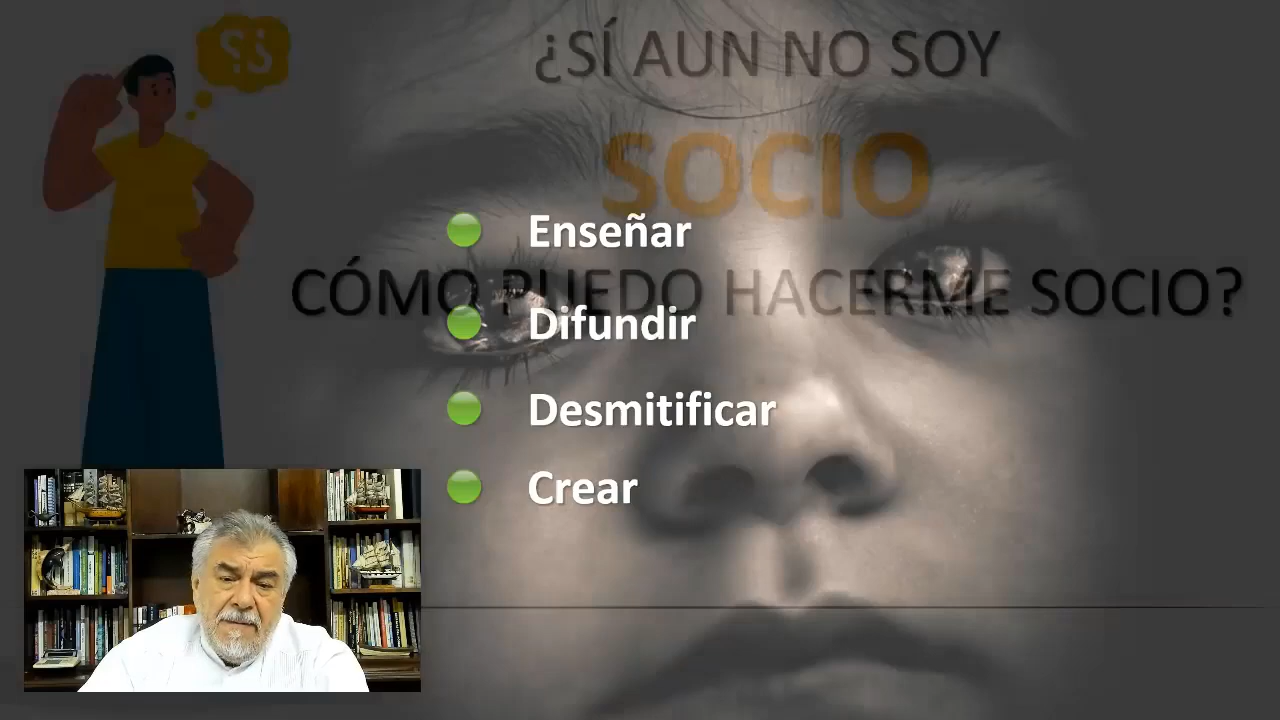 ¿SÍ AUN NO SOY
SOCIO
CÓMO PUEDO HACERME SOCIO?
Enseñar
Difundir
Desmitificar
Crear